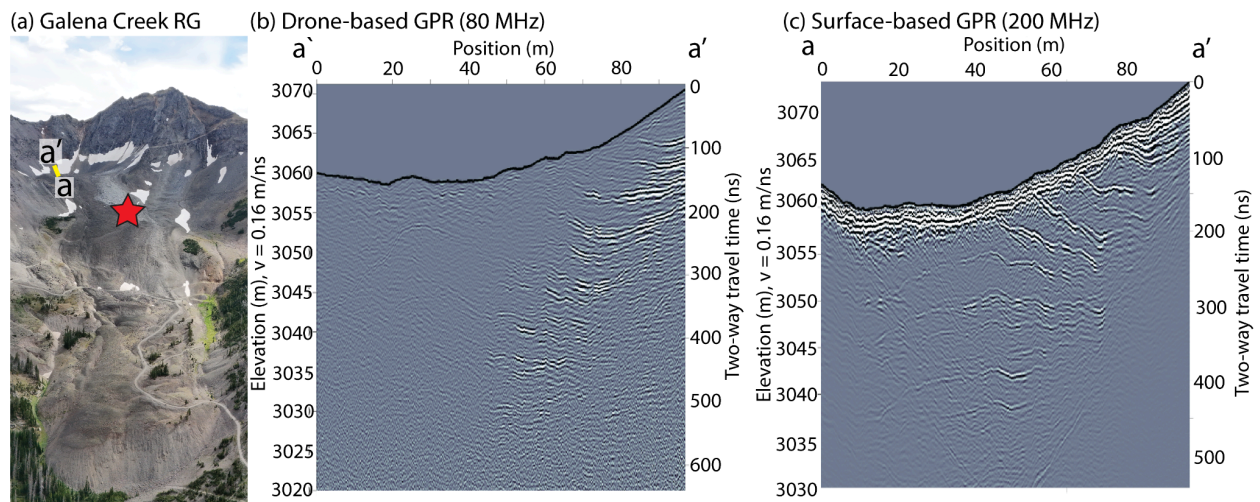 (a) Galena Creek RG
a’
a
(b) Drone-based GPR (80 MHz)
a`
Position (m)
a’
0 20 40 60 80
3070
3065
3060
3055
3050
3045
3040
3035
3030
3025
3020
Elevation (m), v = 0.16 m/ns
0
100
200
300
400
500
600
Two-way travel time (ns)
(c) Surface-based GPR (200 MHz)
a
Position (m)
a’
0 20 40 60 80
3070
3065
3060
3055
3050
3045
3040
3035
3030
Elevation (m), v = 0.16 m/ns
0
100
200
300
400
500
Two-way travel time (ns)